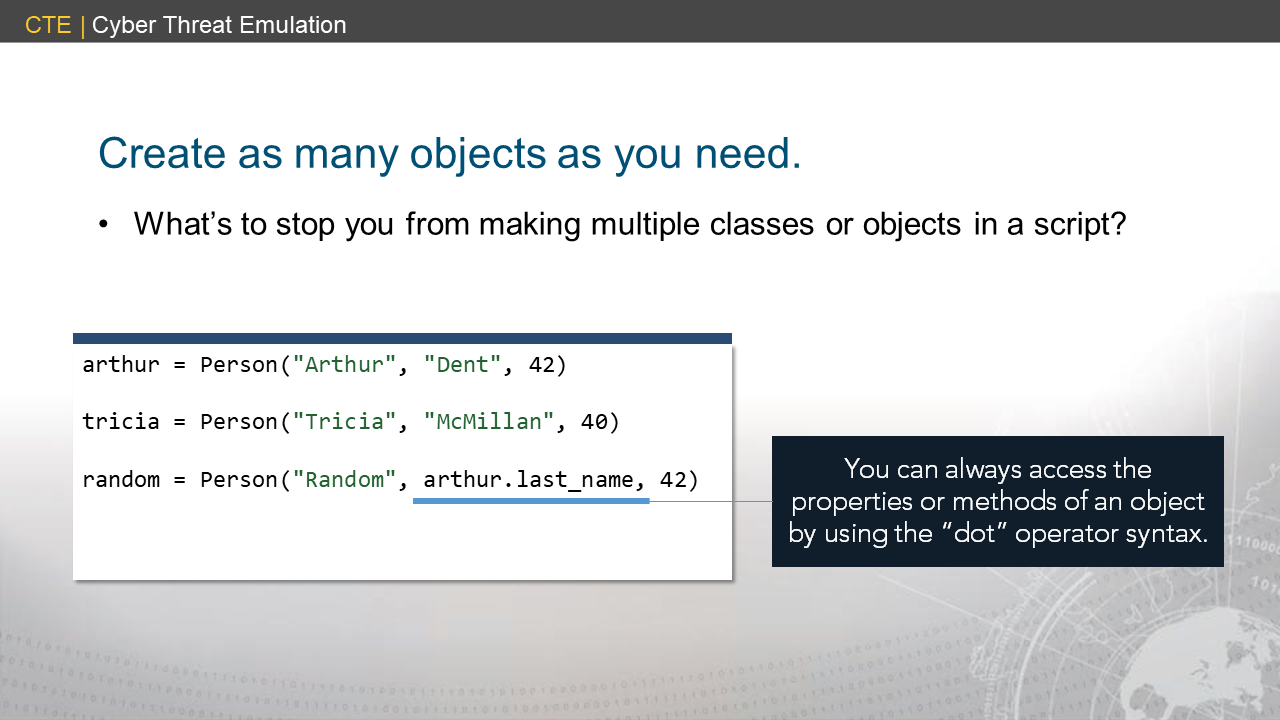 CTE | Cyber Threat Emulation
Create as many objects as you need.
• What’s to stop you from making multiple classes or objects in a script?
arthur = Person("Arthur", "Dent", 42)
tricia = Person("Tricia", "McMillan", 40)
random = Person("Random", arthur.last_name, 42)
You can always access the
properties or methods of an object
by using the “dot” operator syntax.